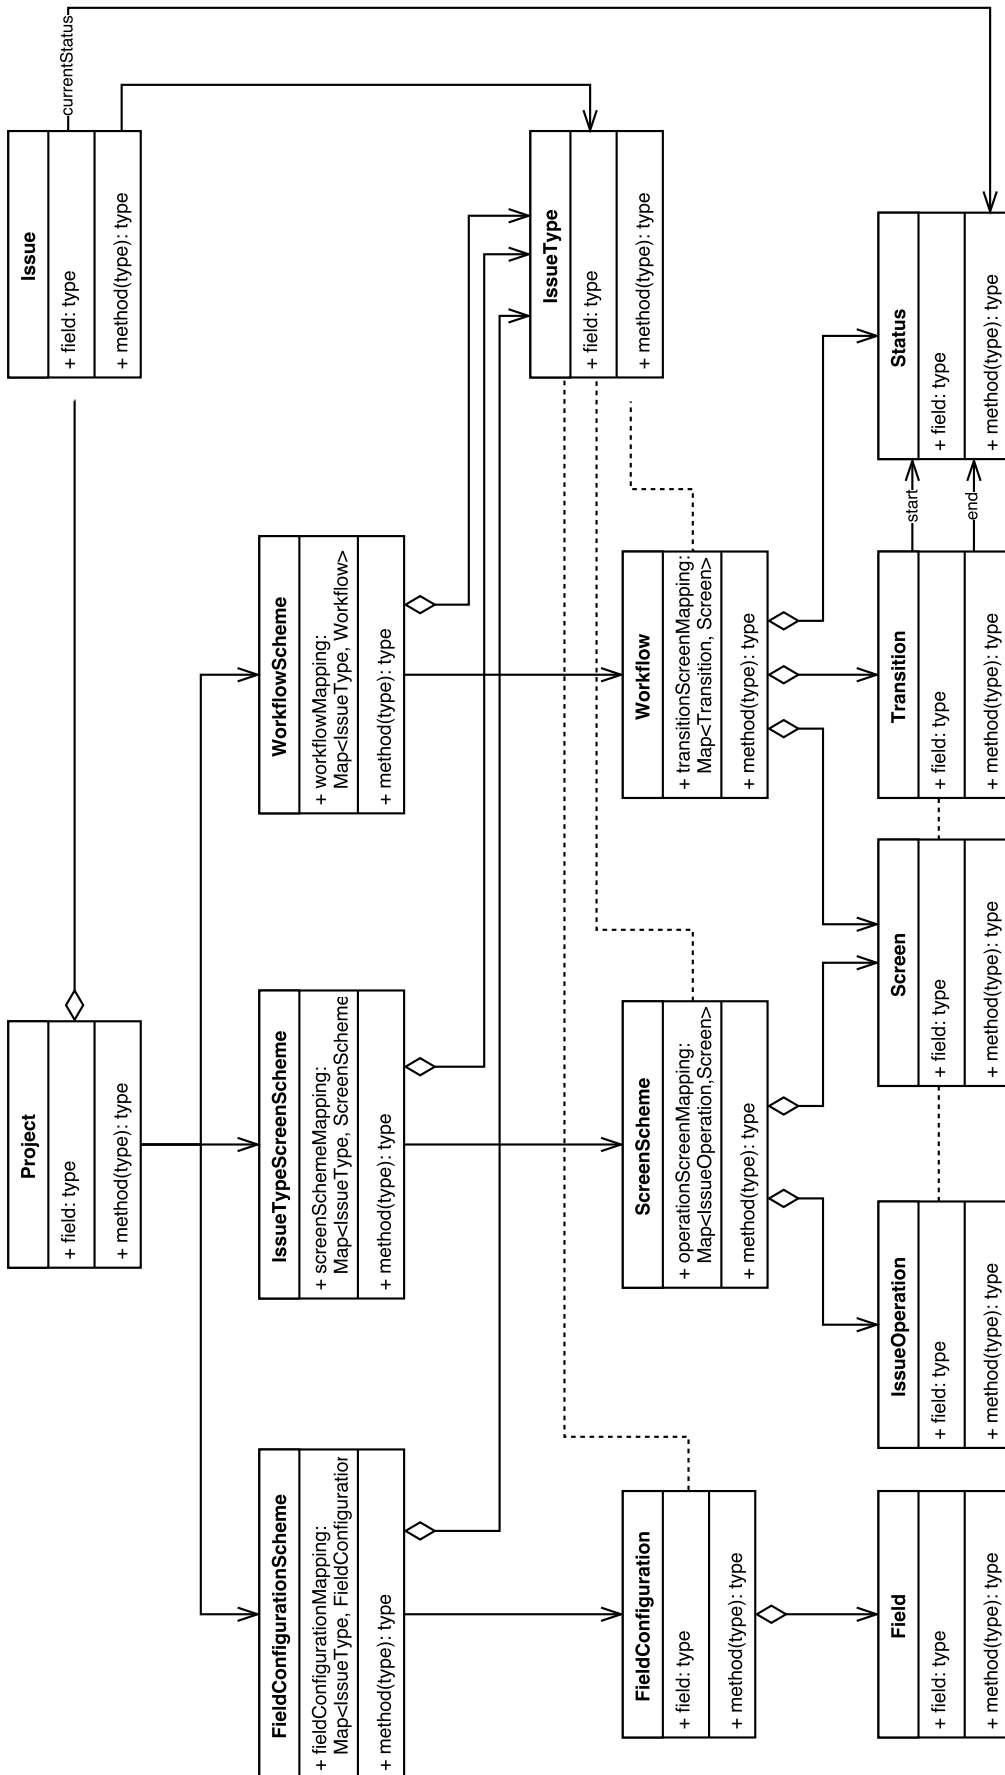 Project
+ field: type
+ method(type): type
Issue
+ field: type
+ method(type): type
currentStatus
FieldConfigurationScheme
+ fieldConfigurationMapping:
Map<IssueType, FieldConfiguration
+ method(type): type
IssueTypeScreenScheme
+ screenSchemeMapping:
Map<IssueType, ScreenScheme
+ method(type): type
WorkflowScheme
+ workflowMapping:
Map<IssueType, Workflow>
+ method(type): type
IssueType
+ field: type
+ method(type): type
FieldConfiguration
+ field: type
+ method(type): type
ScreenScheme
+ operationScreenMapping:
Map<IssueOperation,Screen>
+ method(type): type
Workflow
+ transitionScreenMapping:
Map<Transition, Screen>
+ method(type): type
Field
+ field: type
+ method(type): type
IssueOperation
+ field: type
+ method(type): type
Screen
+ field: type
+ method(type): type
Transition
+ field: type
+ method(type): type
start
end
Status
+ field: type
+ method(type): type